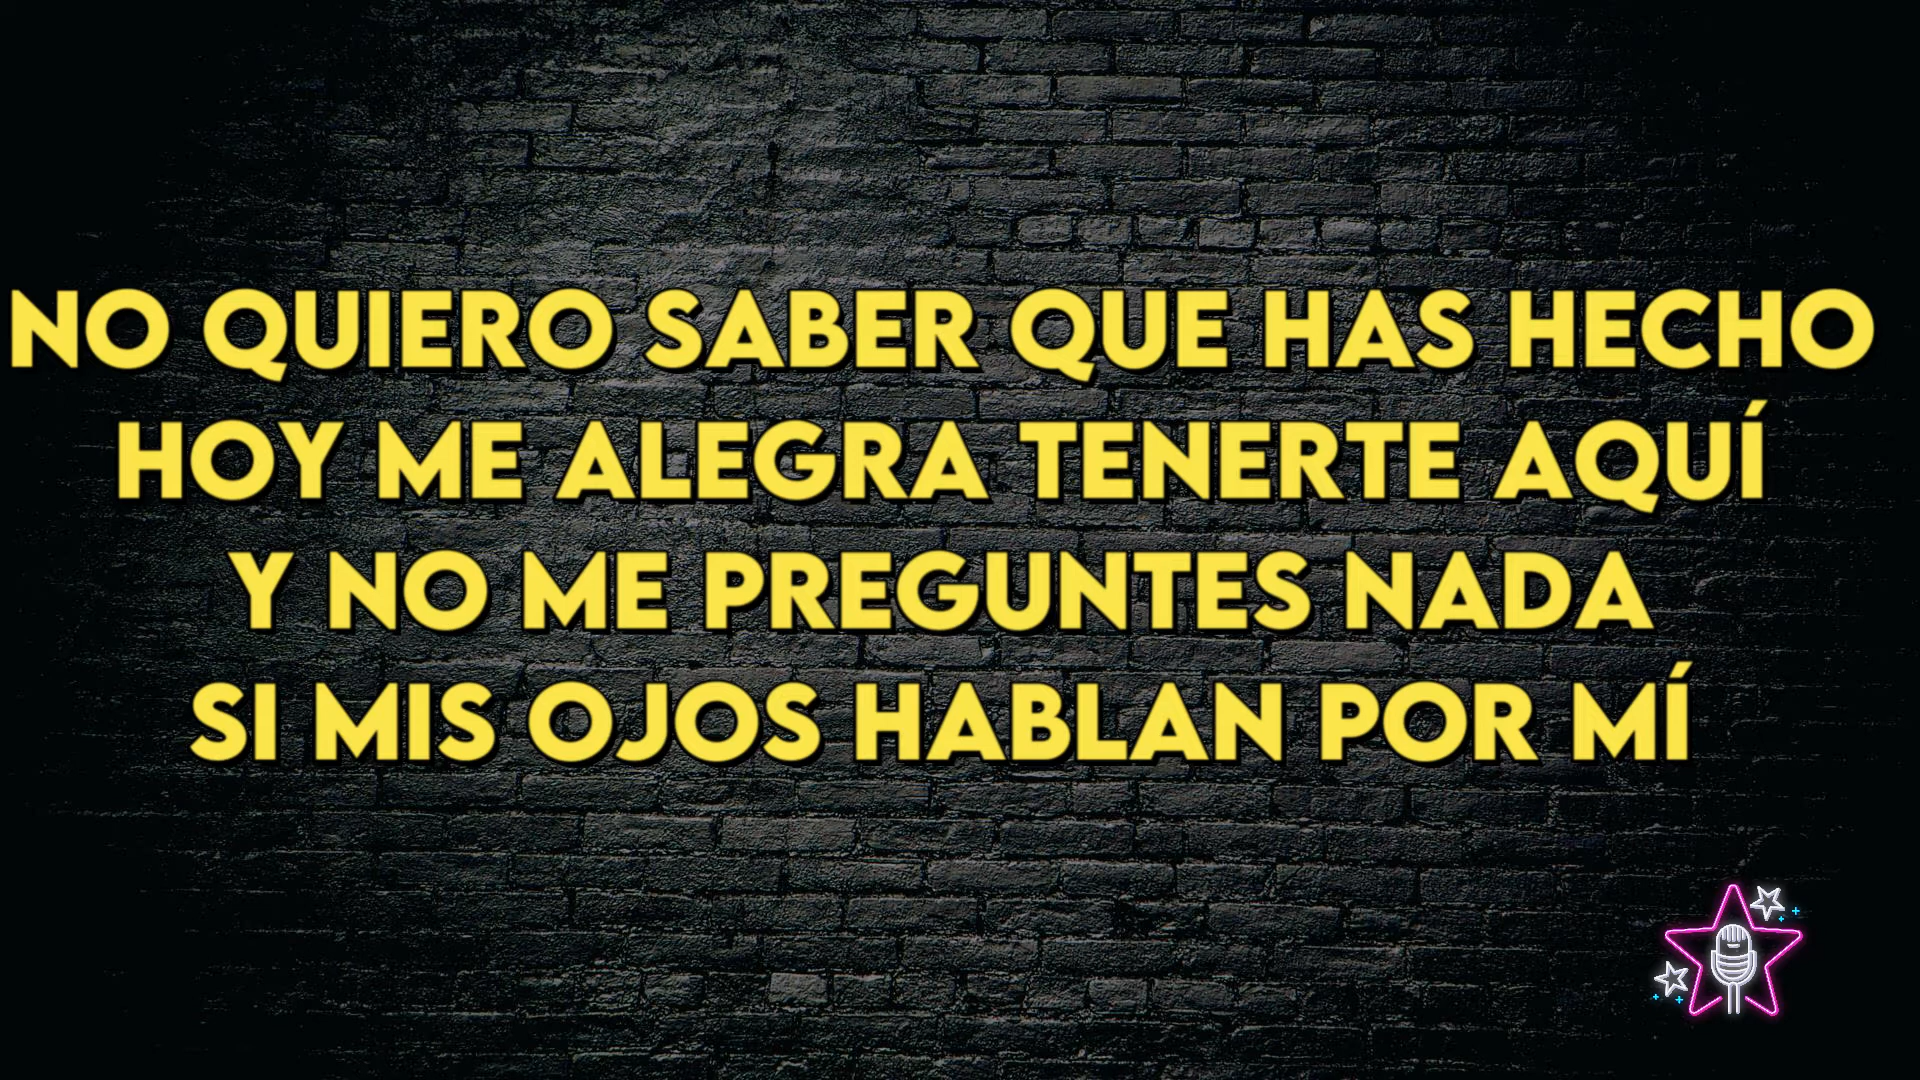 NO QUIERO SABER QUE HAS HECHO
HOY ME ALEGRA TENERTE AQUÍ
Y NO ME PREGUNTES NADA
SI MIS OJOS HABLAN POR MÍ